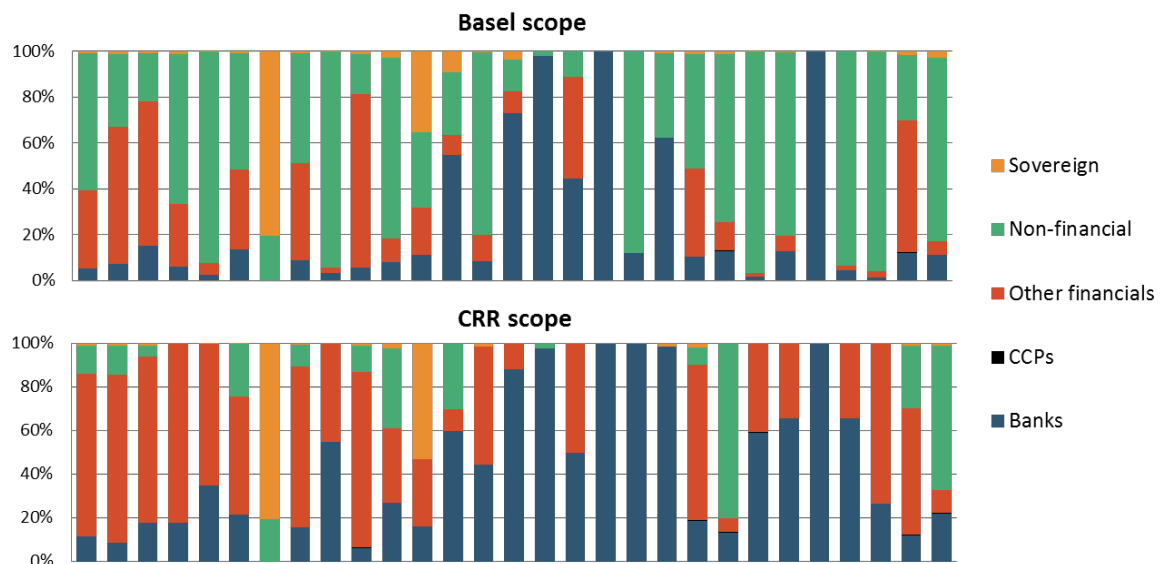 Basel scope
100%
80%
60%
40%
20%
0%
CRR scope
100%
80%
60%
40%
20%
0%
Sovereign
Non-financial
Other financials
CCPs
Banks